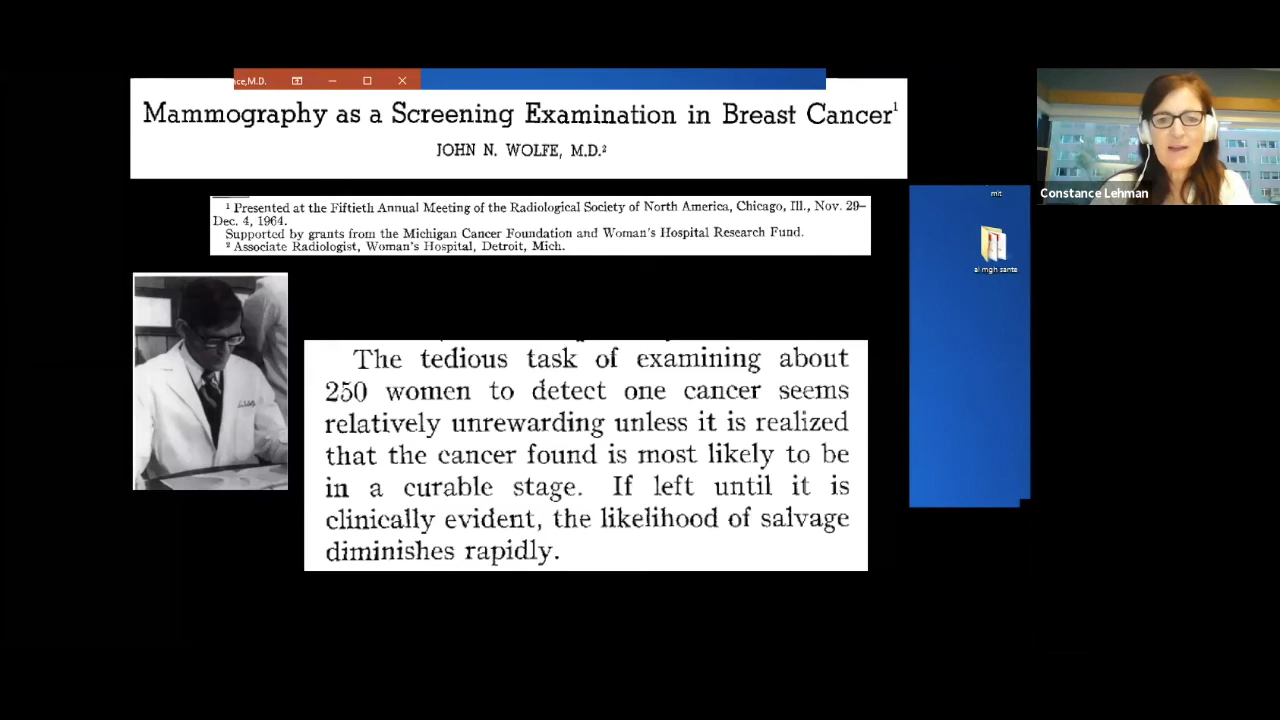 ce,M.D.
Mammography as a Screening Examination in Breast Cancer¹
JOHN N. WOLFE, M.D.²
¹ Presented at the Fiftieth Annual Meeting of the Radiological Society of North America, Chicago, Ill., Nov. 29–
Dec. 4, 1964.
Supported by grants from the Michigan Cancer Foundation and Woman's Hospital Research Fund.
² Associate Radiologist, Woman's Hospital, Detroit, Mich.
The tedious task of examining about
250 women to detect one cancer seems
relatively unrewarding unless it is realized
that the cancer found is most likely to be
in a curable stage. If left until it is
clinically evident, the likelihood of salvage
diminishes rapidly.
mit
al mgh sante
Constance Lehman